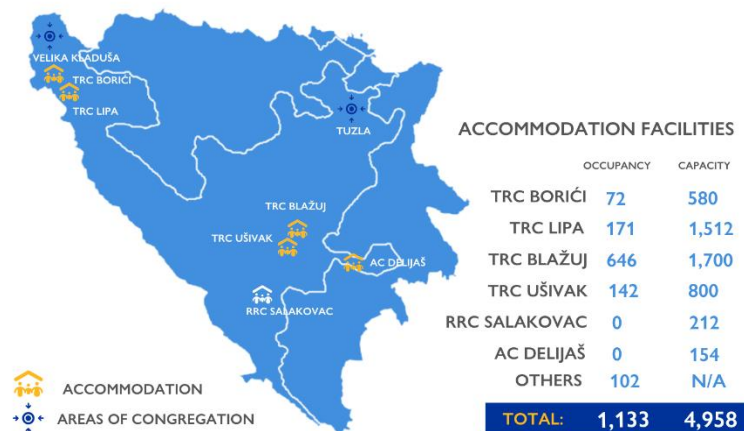 VELIKA KLADUŠA
TRC BORIĆI
TRC LIPA
TUZLA
TRC BLAŽUJ
TRC UŠIVAK
AC DELIJAŠ
RRC SALAKOVAC
ACCOMMODATION
AREAS OF CONGREGATION
ACCOMMODATION FACILITIES
OCCUPANCY CAPACITY
TRC BORIĆI 72 580
TRC LIPA 171 1,512
TRC BLAŽUJ 646 1,700
TRC UŠIVAK 142 800
RRC SALAKOVAC 0 212
AC DELIJAŠ 0 154
OTHERS 102 N/A
TOTAL: 1,133 4,958